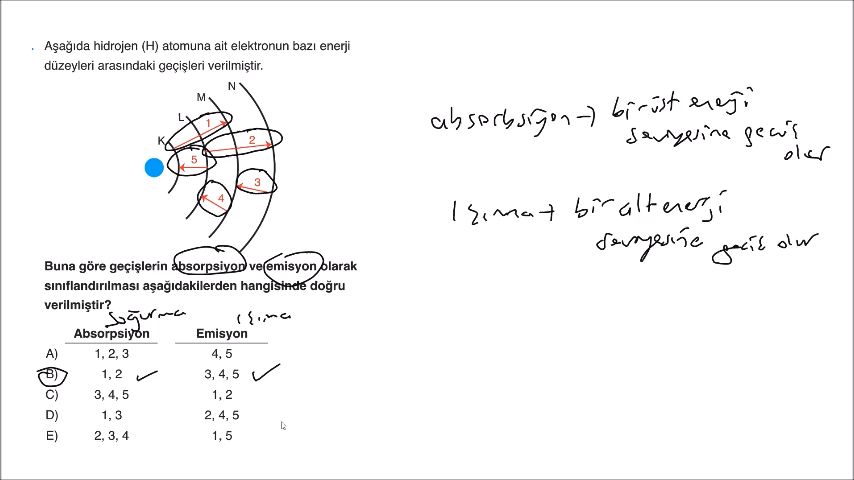 . Aşağıda hidrojen (H) atomuna ait elektronun bazı enerji
düzeyleri arasındaki geçişleri verilmiştir.
N
M
L
K
1
2
5
3
4
Buna göre geçişlerin absorpsiyon ve emisyon olarak
sınıflandırılması aşağıdakilerden hangisinde doğru
verilmiştir?
soğurma ışıma
Absorpsiyon Emisyon
A) 1, 2, 3 4, 5
B) 1, 2 3, 4, 5
C) 3, 4, 5 1, 2
D) 1, 3 2, 4, 5
E) 2, 3, 4 1, 5
absorbsiyon → bir üst enerji
seviyesine geçiş
olur
Işıma → bir alt enerji
seviyesine geçiş olur